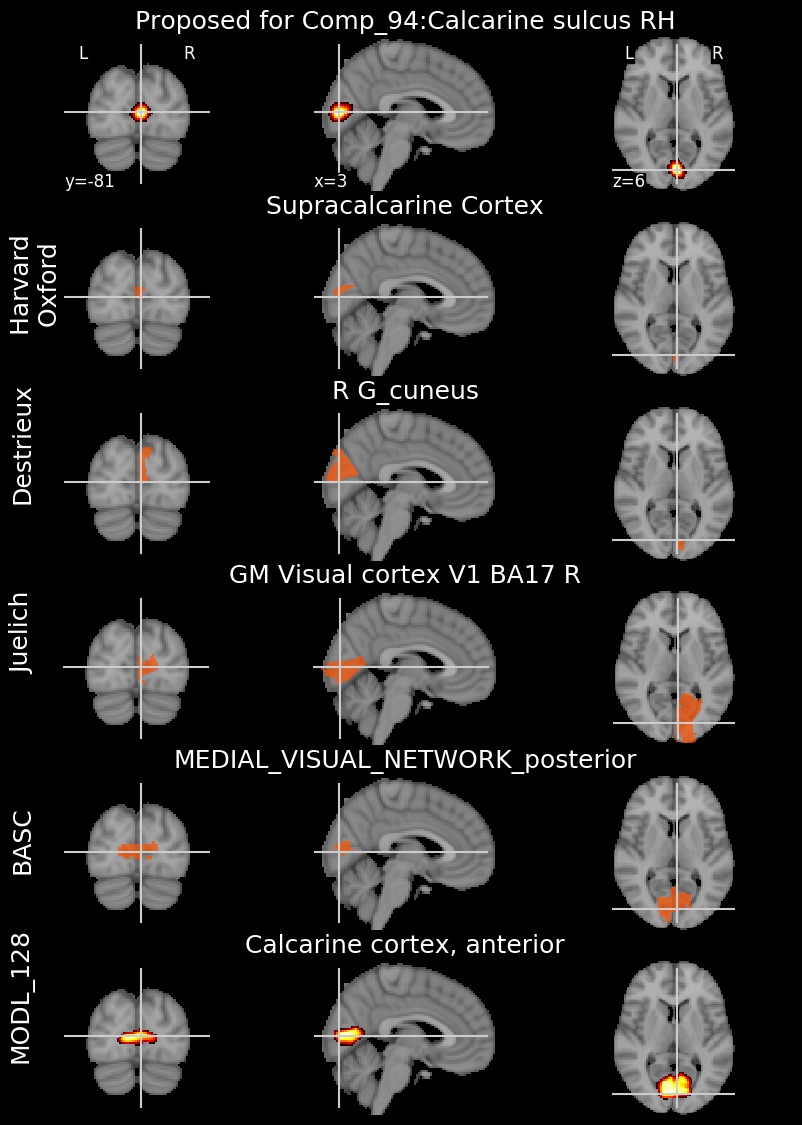 Proposed for Comp_94:Calcarine sulcus RH
L R L R
y=-81 x=3 z=6
Supracalcarine Cortex
Harvard
Oxford
R G_cuneus
Destrieux
GM Visual cortex V1 BA17 R
Juelich
MEDIAL_VISUAL_NETWORK_posterior
BASC
Calcarine cortex, anterior
MODL_128